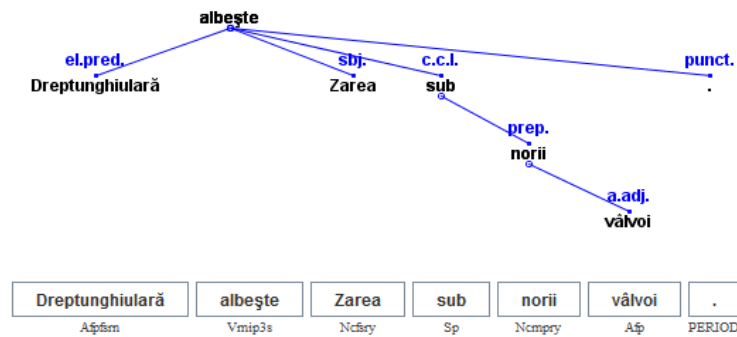 albeşte
el.pred. sbj. c.c.l. punct.
Dreptunghiulară Zarea sub .
prep.
norii
a.adj.
vâlvoi
Dreptunghiulară albeşte Zarea sub norii vâlvoi .
Afpfsrn Vmip3s Ncfsry Sp Ncmpry Afp PERIOD